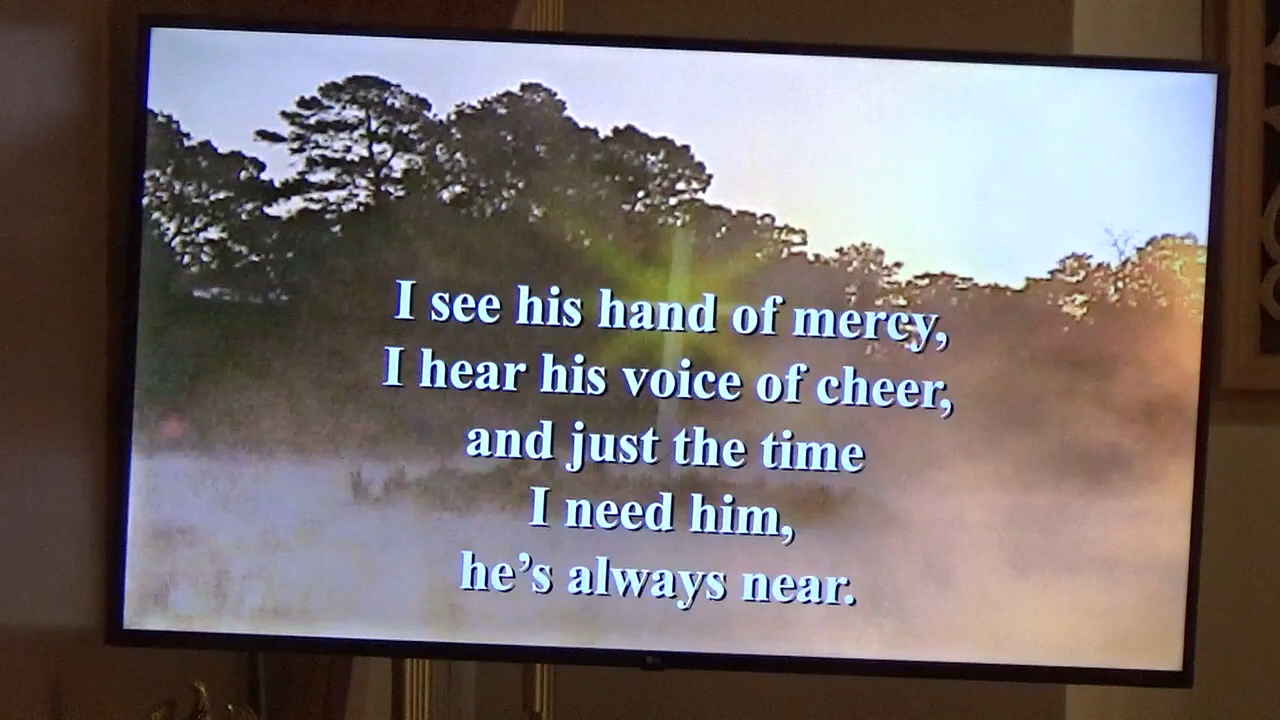 I see his hand of mercy,
I hear his voice of cheer,
and just the time
I need him,
he’s always near.